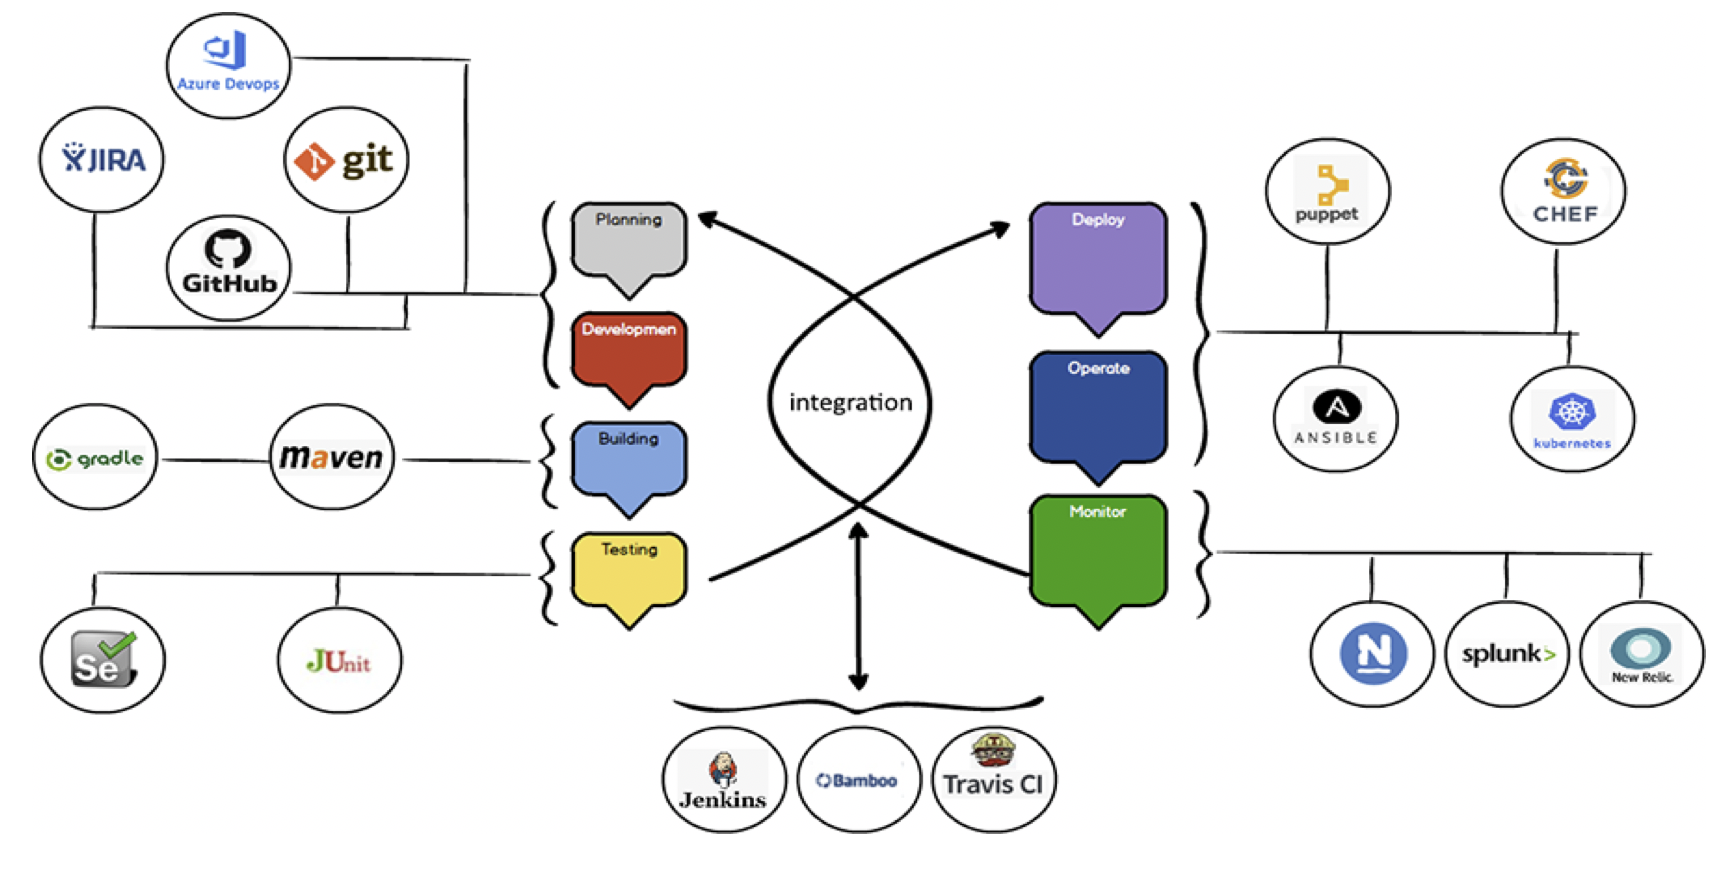 Azure Devops
JIRA
git
GitHub
Planning
Developmen
gradle
maven
Building
Testing
Se
JUnit
integration
Deploy
Operate
Monitor
puppet
CHEF
ANSIBLE
kubernetes
N
splunk>
New Relic.
Jenkins
Bamboo
Travis CI